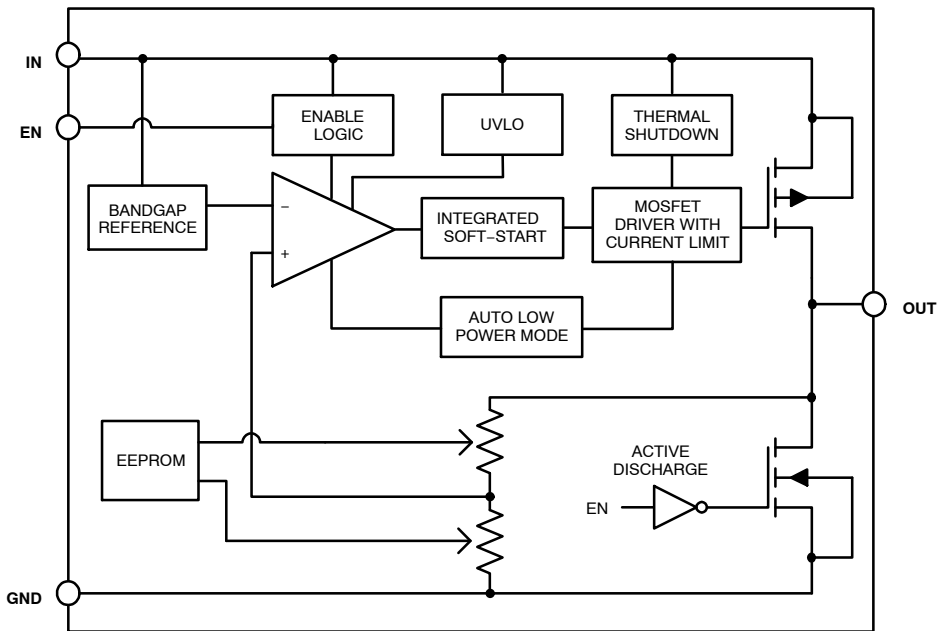 IN
EN
ENABLE
LOGIC
UVLO
THERMAL
SHUTDOWN
BANDGAP
REFERENCE
−
+
INTEGRATED
SOFT−START
MOSFET
DRIVER WITH
CURRENT LIMIT
AUTO LOW
POWER MODE
OUT
EEPROM
ACTIVE
DISCHARGE
EN
GND